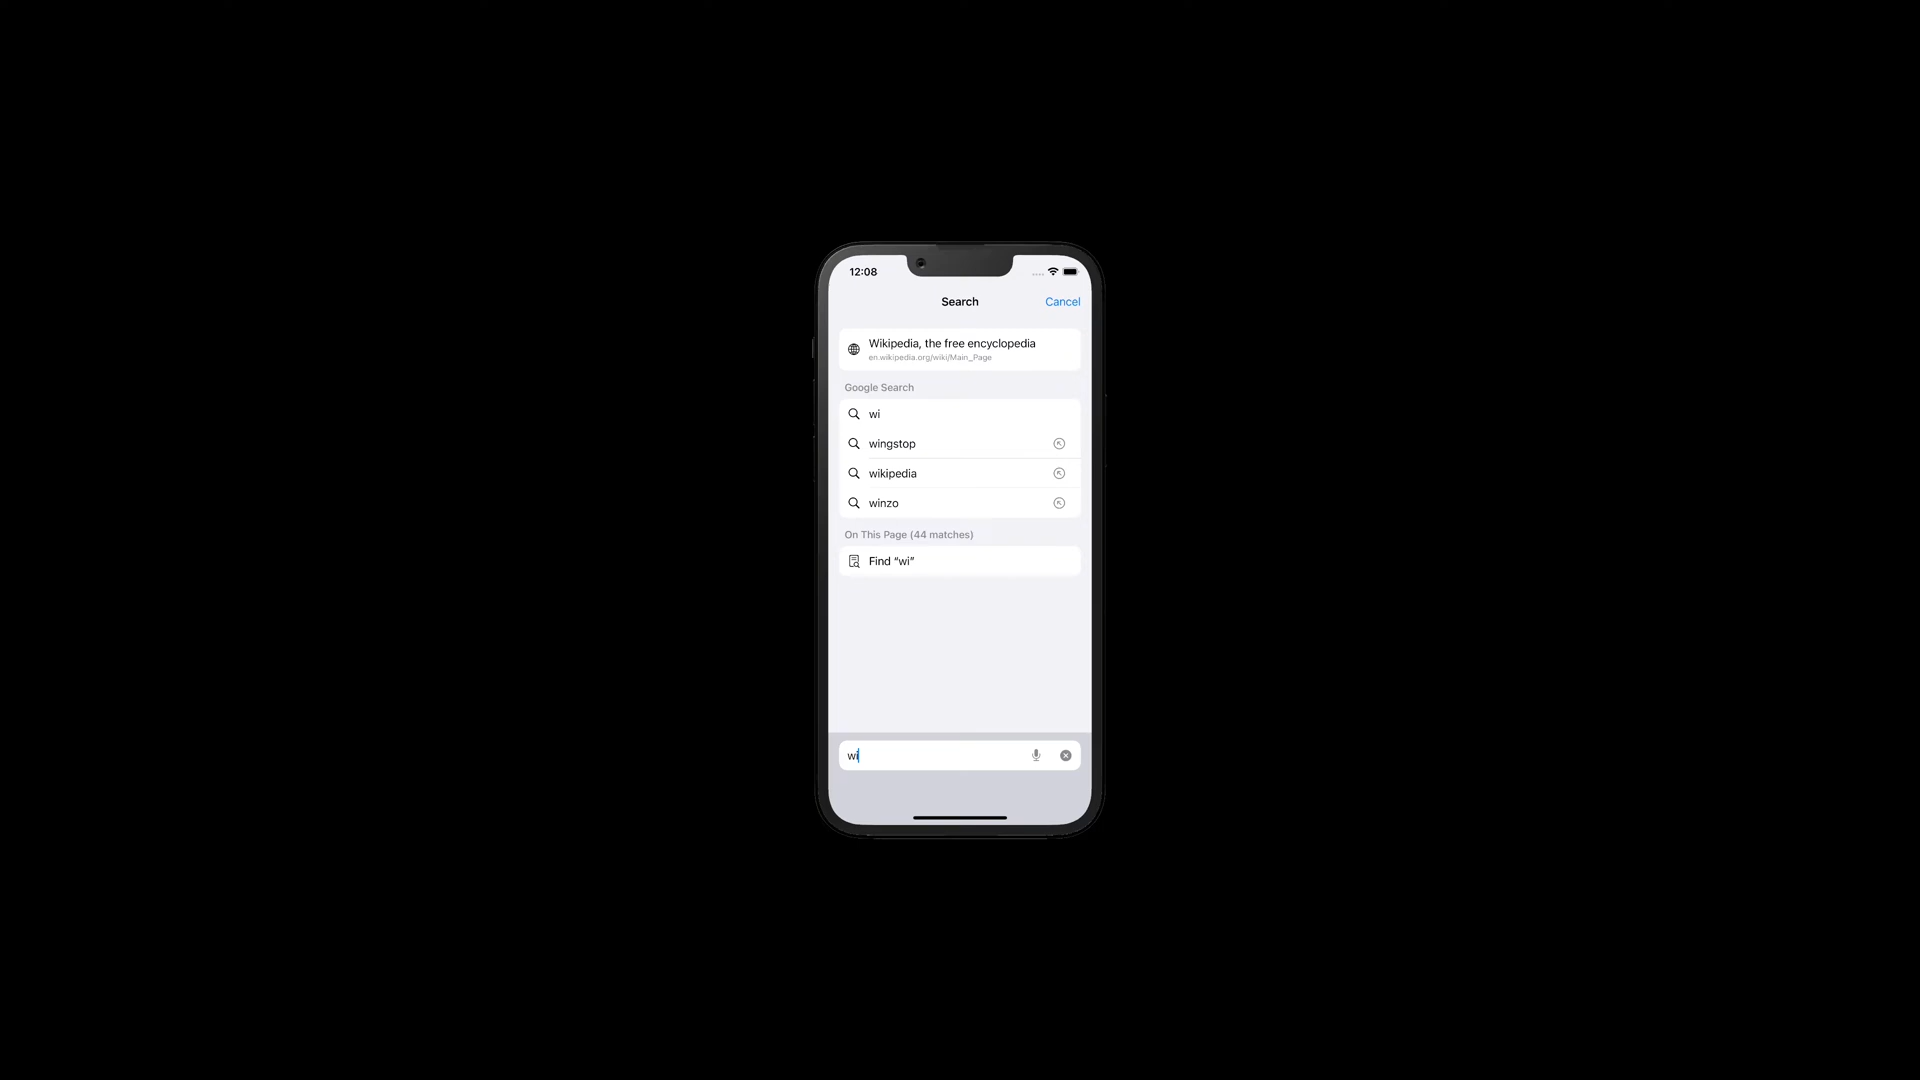 12:08
Search
Cancel
Wikipedia, the free encyclopedia
en.wikipedia.org/wiki/Main_Page
Google Search
wi
wingstop
wikipedia
winzo
On This Page (44 matches)
Find “wi”
wi